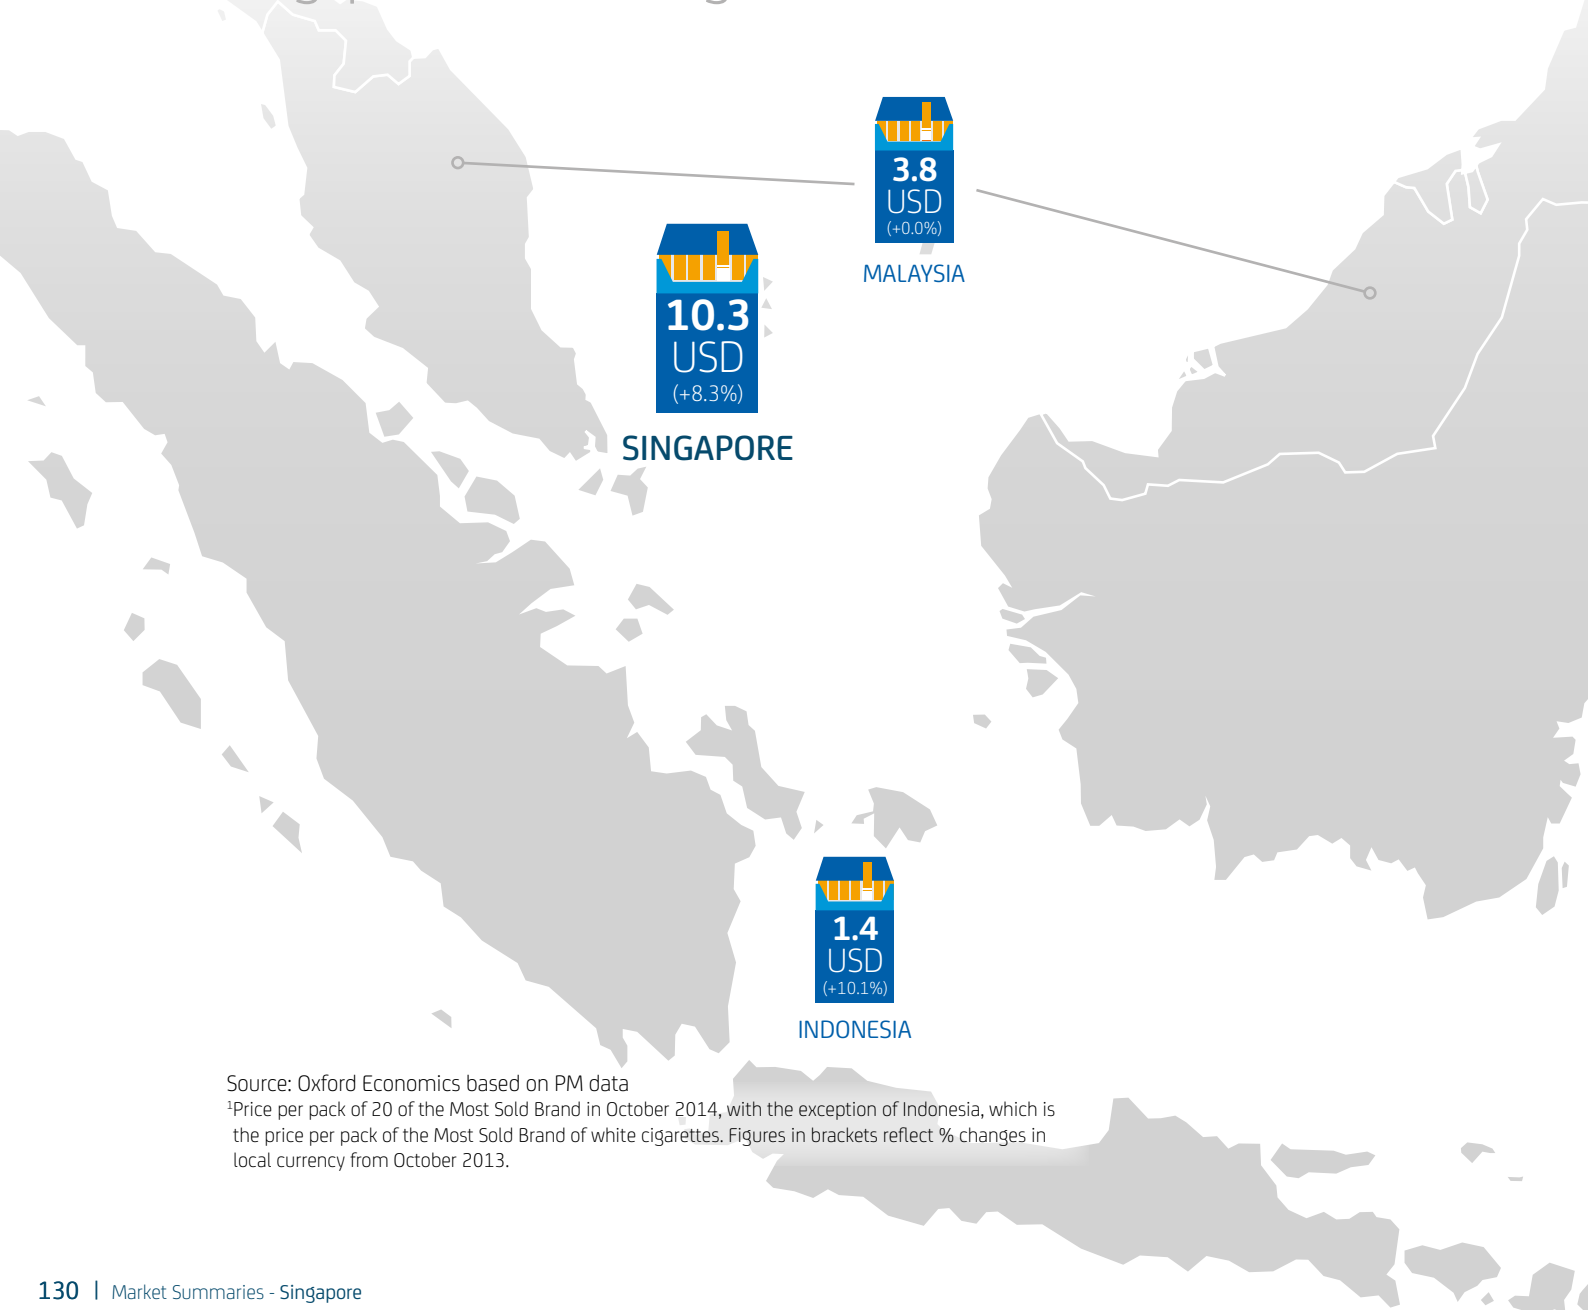 3.8
USD
(+0.0%)
MALAYSIA
10.3
USD
(+8.3%)
SINGAPORE
1.4
USD
(+10.1%)
INDONESIA
Source: Oxford Economics based on PM data
¹Price per pack of 20 of the Most Sold Brand in October 2014, with the exception of Indonesia, which is
the price per pack of the Most Sold Brand of white cigarettes. Figures in brackets reflect % changes in
local currency from October 2013.
130 | Market Summaries - Singapore